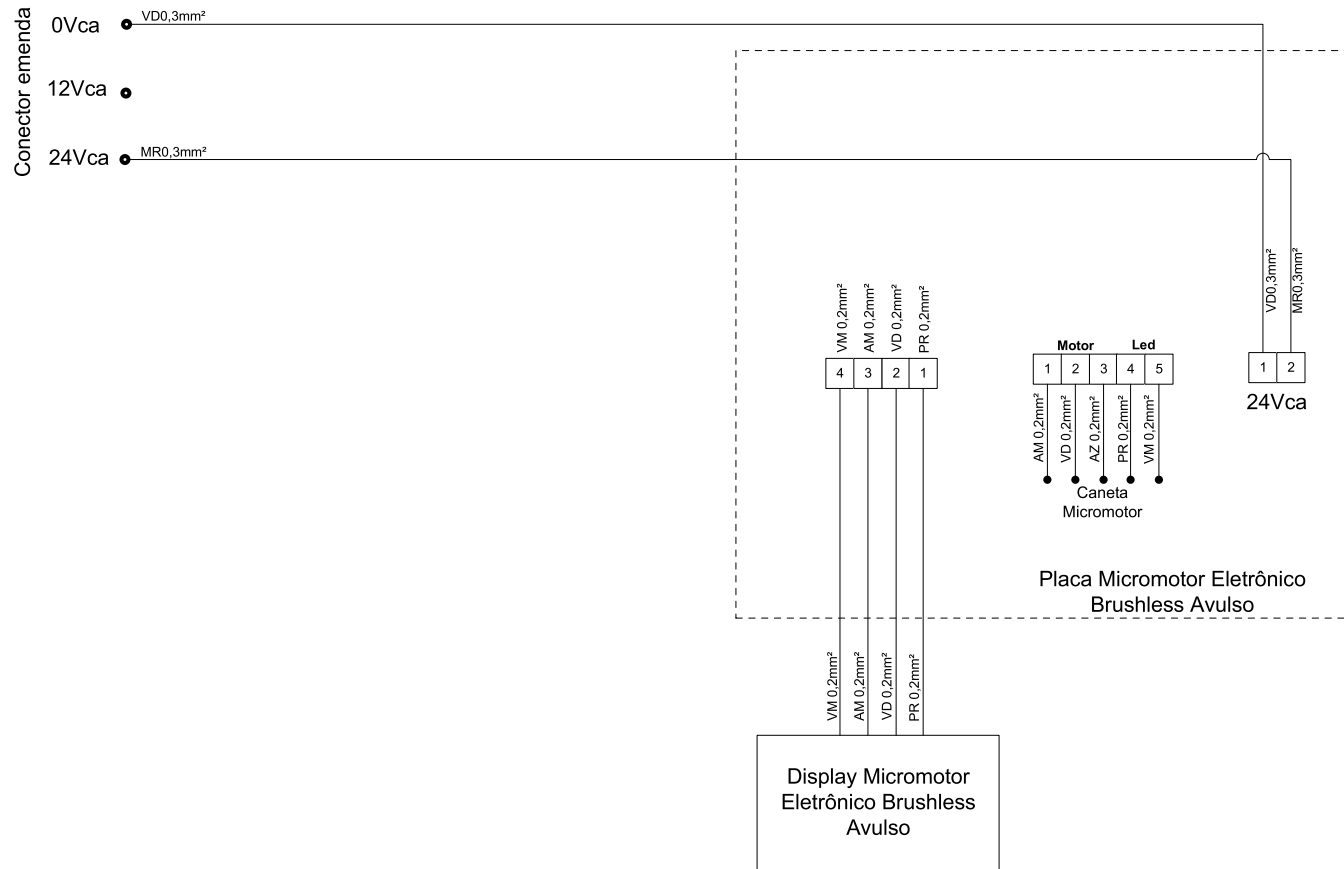 Conector emenda
0Vca
VD0,3mm²
12Vca
24Vca
MR0,3mm²
VD0,3mm²
MR0,3mm²
VM 0,2mm²
AM 0,2mm²
VD 0,2mm²
PR 0,2mm²
4 3 2 1
Motor Led
1 2 3 4 5
1 2
24Vca
AM 0,2mm²
VD 0,2mm²
AZ 0,2mm²
PR 0,2mm²
VM 0,2mm²
Caneta
Micromotor
Placa Micromotor Eletrônico
Brushless Avulso
VM 0,2mm²
AM 0,2mm²
VD 0,2mm²
PR 0,2mm²
Display Micromotor
Eletrônico Brushless
Avulso